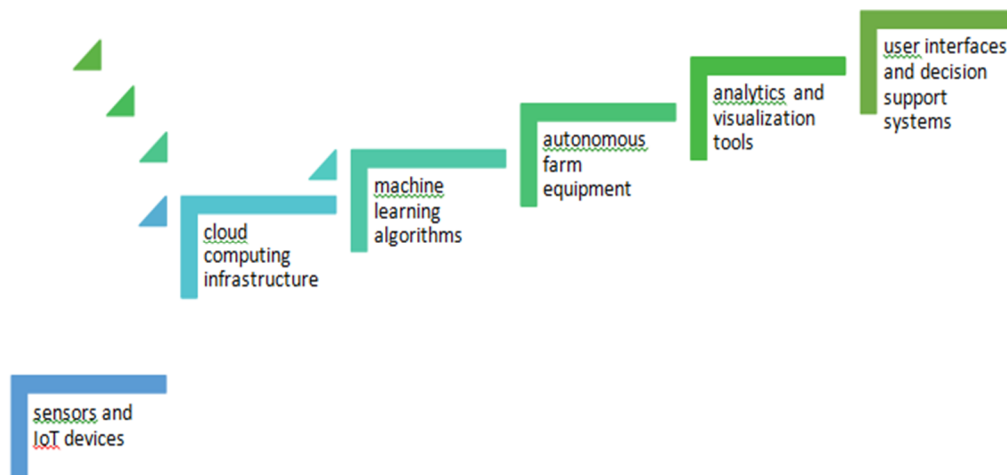 sensors and
IoT devices
cloud
computing
infrastructure
machine
learning
algorithms
autonomous
farm
equipment
analytics and
visualization
tools
user interfaces
and decision
support
systems